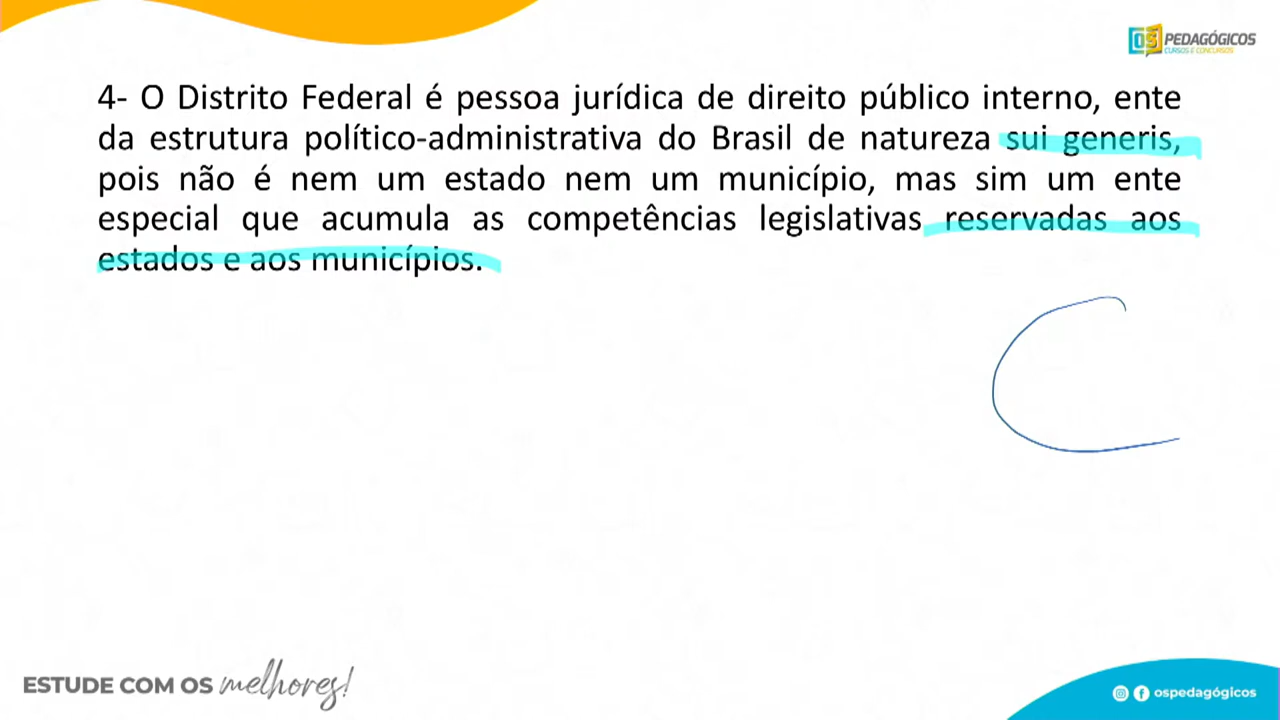 OS PEDAGÓGICOS
CURSOS E CONCURSOS
4- O Distrito Federal é pessoa jurídica de direito público interno, ente
da estrutura político-administrativa do Brasil de natureza sui generis,
pois não é nem um estado nem um município, mas sim um ente
especial que acumula as competências legislativas reservadas aos
estados e aos municípios.
C
ESTUDE COM OS melhores!
ospedagógicos